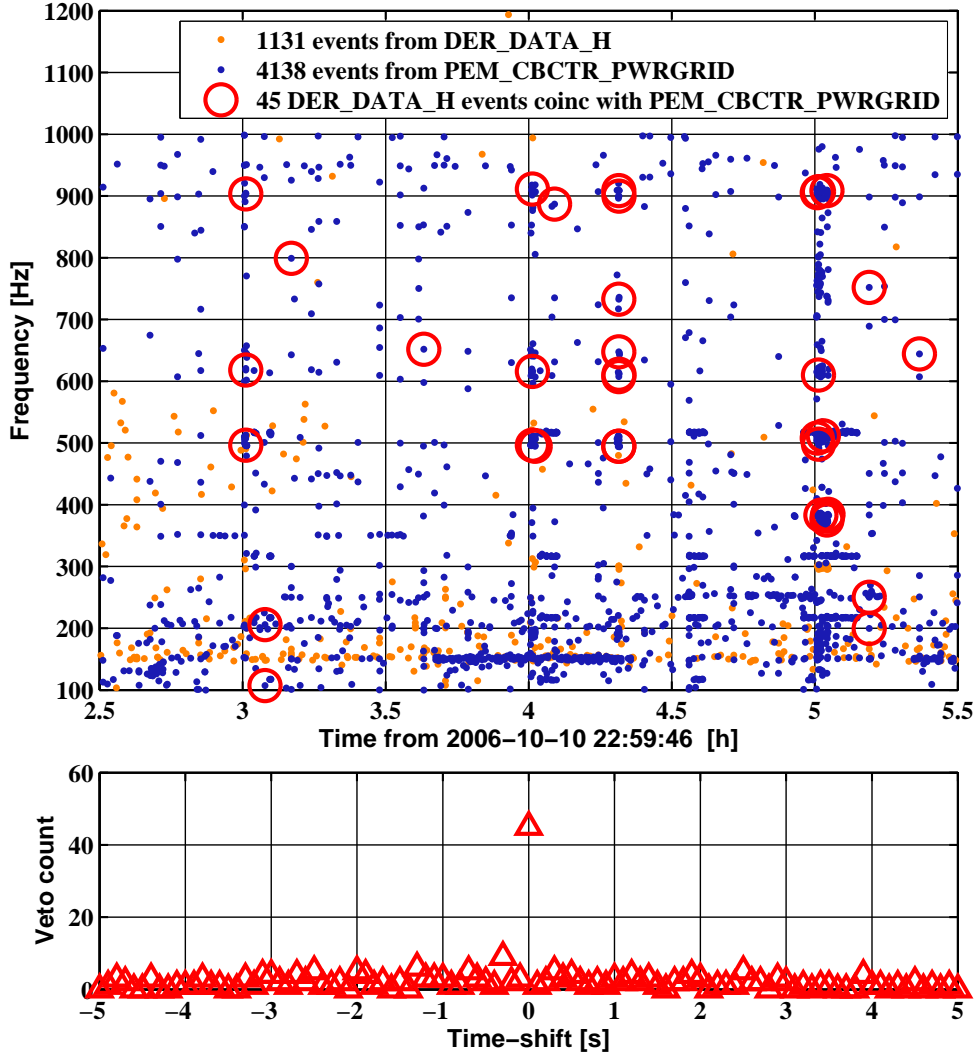 1200
1131 events from DER_DATA_H
4138 events from PEM_CBCTR_PWRGRID
45 DER_DATA_H events coinc with PEM_CBCTR_PWRGRID
1100
1000
900
800
700
600
500
400
300
200
100
Frequency [Hz]
2.5 3 3.5 4 4.5 5 5.5
Time from 2006−10−10 22:59:46 [h]
60
40
20
0
Veto count
−5 −4 −3 −2 −1 0 1 2 3 4 5
Time−shift [s]